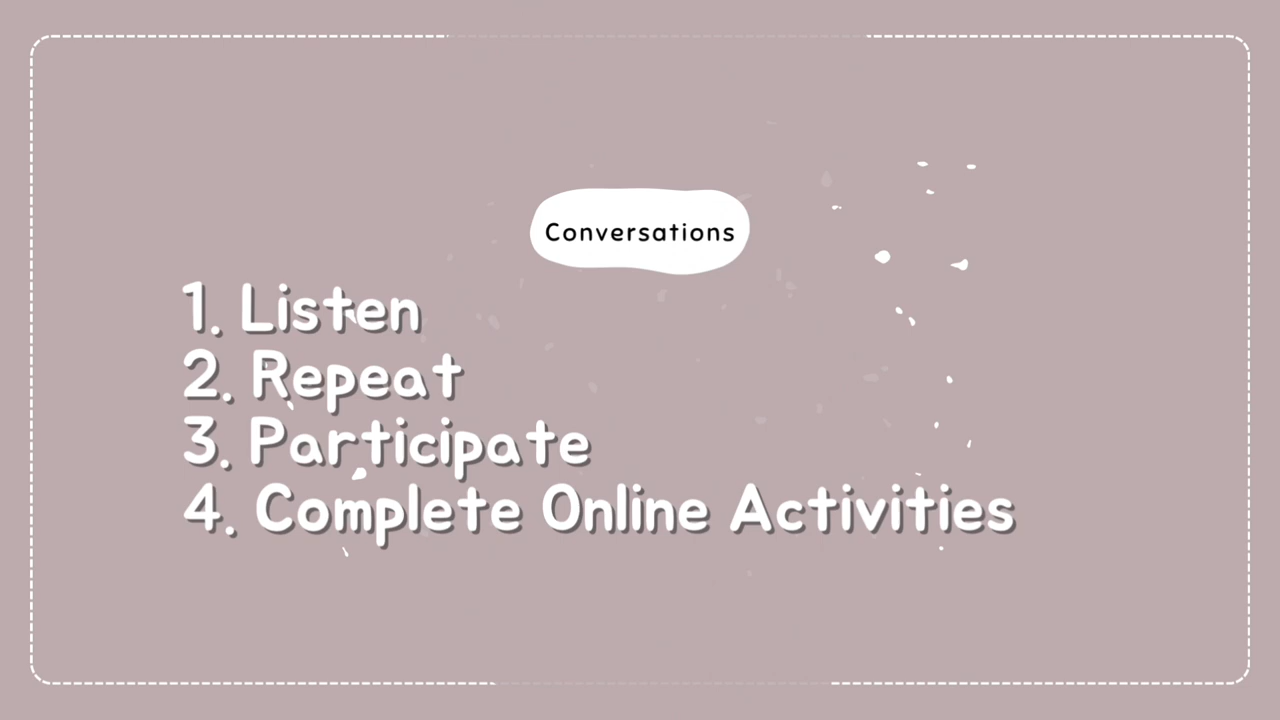 Conversations
1. Listen
2. Repeat
3. Participate
4. Complete Online Activities